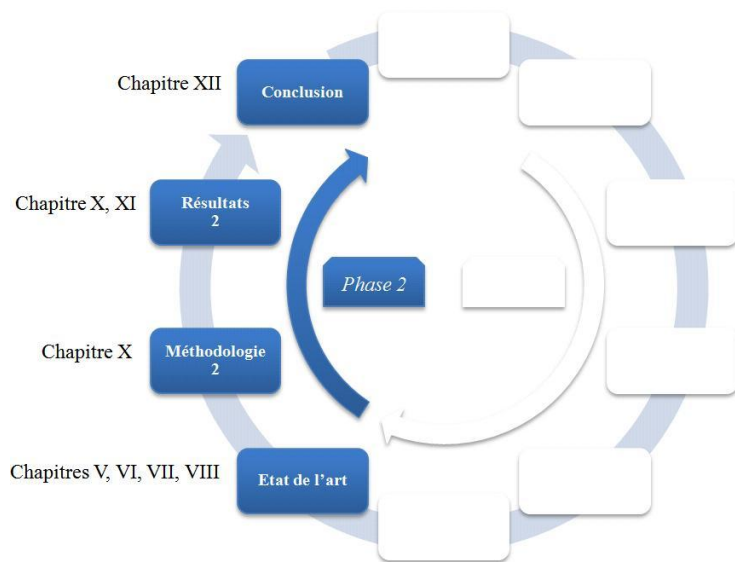 Chapitre XII
Conclusion
Chapitre X, XI
Résultats
2
Phase 2
Chapitre X
Méthodologie
2
Chapitres V, VI, VII, VIII
Etat de l’art